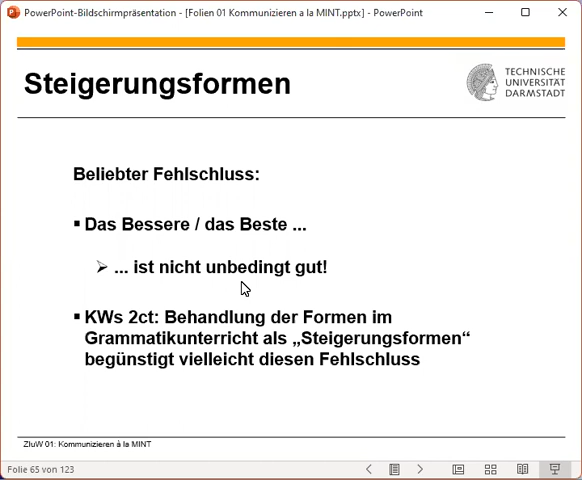 PowerPoint-Bildschirmpräsentation - [Folien 01 Kommunizieren a la MINT.pptx] - PowerPoint
Steigerungsformen
TECHNISCHE
UNIVERSITÄT
DARMSTADT
Beliebter Fehlschluss:
▪ Das Bessere / das Beste ...
➢ ... ist nicht unbedingt gut!
▪ KWs 2ct: Behandlung der Formen im
Grammatikunterricht als „Steigerungsformen“
begünstigt vielleicht diesen Fehlschluss
ZIuW 01: Kommunizieren à la MINT
Folie 65 von 123